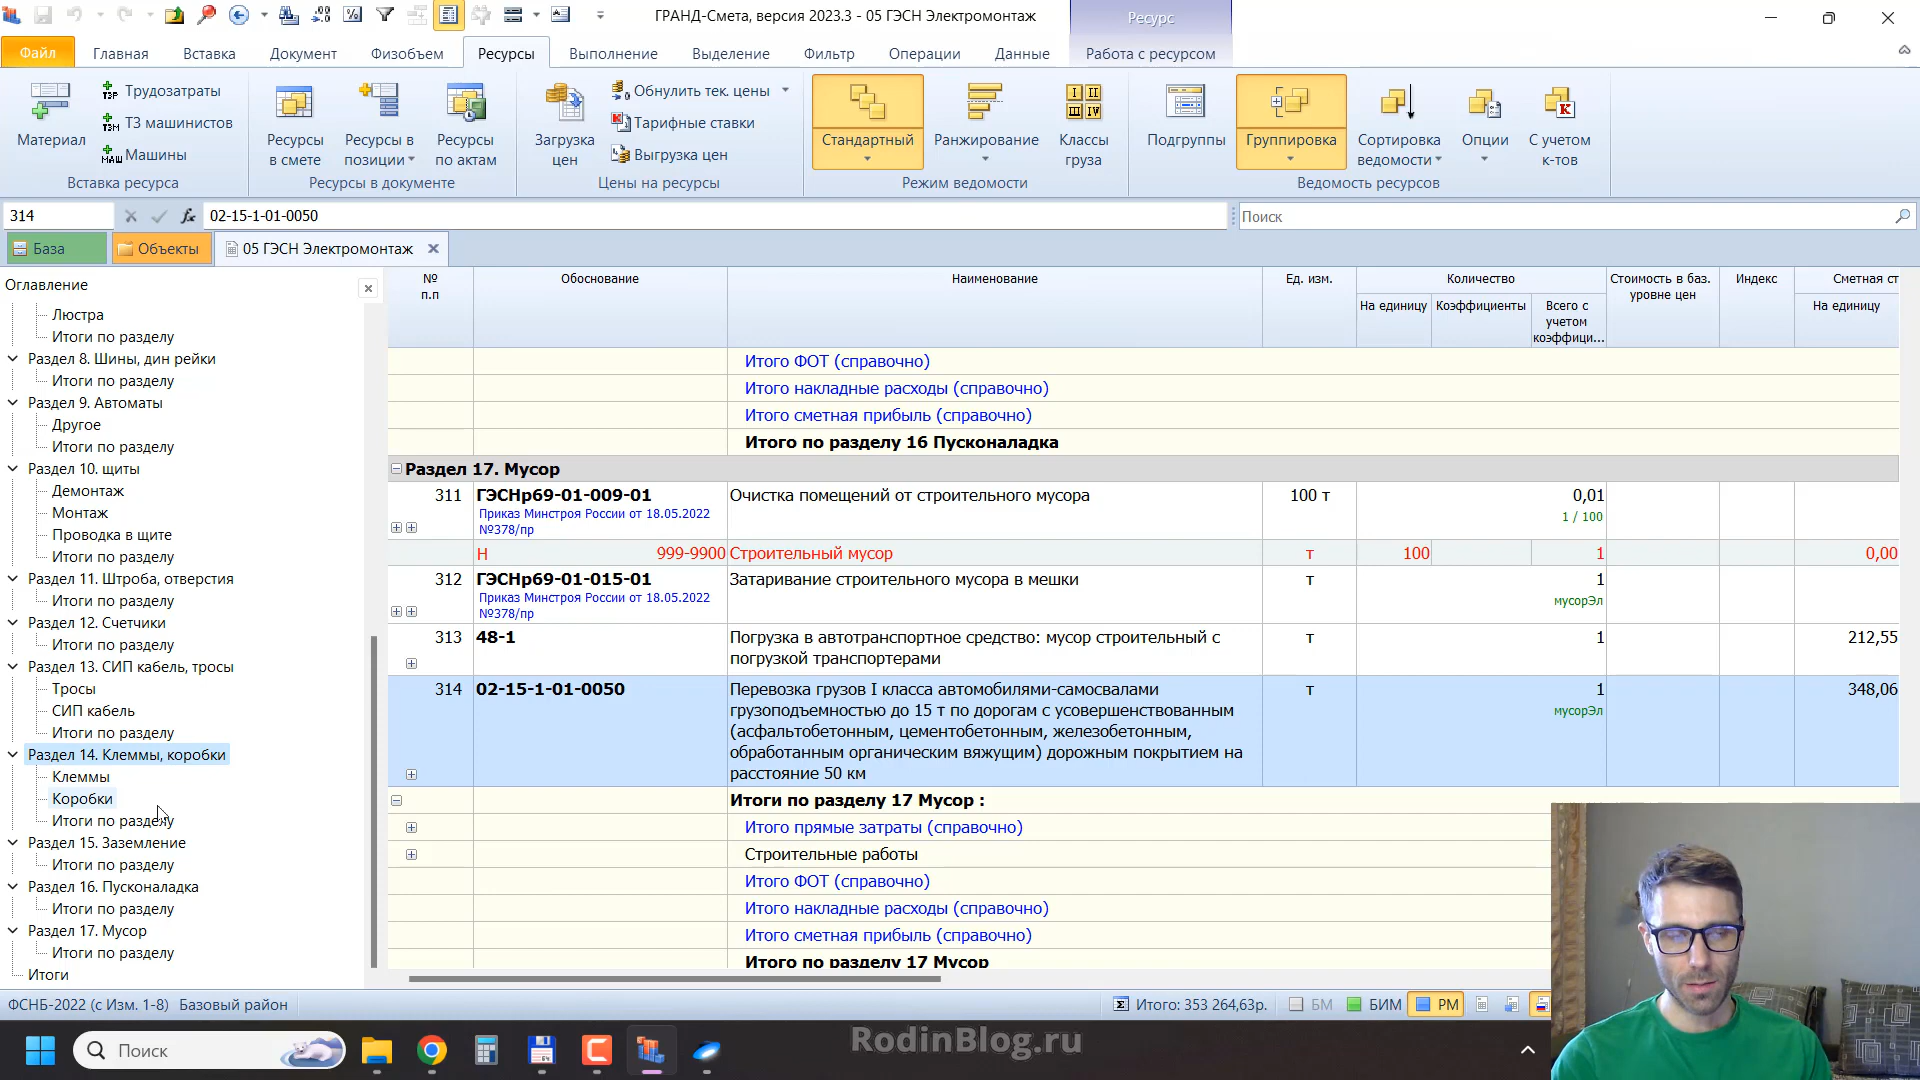 ГРАНД-Смета, версия 2023.3 - 05 ГЭСН Электромонтаж
Ресурс
Файл
Главная
Вставка
Документ
Физобъем
Ресурсы
Выполнение
Выделение
Фильтр
Операции
Данные
Работа с ресурсом
Материал
Трудозатраты
ТЗ машинистов
Машины
Вставка ресурса
Ресурсы
в смете
Ресурсы в
позиции
Ресурсы
по актам
Ресурсы в документе
Загрузка
цен
Обнулить тек. цены
Тарифные ставки
Выгрузка цен
Цены на ресурсы
Стандартный
Ранжирование
Классы
груза
Режим ведомости
Подгруппы
Группировка
Сортировка
ведомости
Опции
С учетом
к-тов
Ведомость ресурсов
314
02-15-1-01-0050
Поиск
База
Объекты
05 ГЭСН Электромонтаж
Оглавление
Люстра
Итоги по разделу
Раздел 8. Шины, дин рейки
Итоги по разделу
Раздел 9. Автоматы
Другое
Итоги по разделу
Раздел 10. щиты
Демонтаж
Монтаж
Проводка в щите
Итоги по разделу
Раздел 11. Штроба, отверстия
Итоги по разделу
Раздел 12. Счетчики
Итоги по разделу
Раздел 13. СИП кабель, тросы
Тросы
СИП кабель
Итоги по разделу
Раздел 14. Клеммы, коробки
Клеммы
Коробки
Итоги по разделу
Раздел 15. Заземление
Итоги по разделу
Раздел 16. Пусконаладка
Итоги по разделу
Раздел 17. Мусор
Итоги по разделу
Итоги
№
п.п
Обоснование
Наименование
Ед. изм.
Количество
На единицу
Коэффициенты
Всего с
учетом
коэффици...
Стоимость в баз.
уровне цен
Индекс
Сметная ст
На единицу
Итого ФОТ (справочно)
Итого накладные расходы (справочно)
Итого сметная прибыль (справочно)
Итого по разделу 16 Пусконаладка
Раздел 17. Мусор
311 ГЭСНр69-01-009-01 Очистка помещений от строительного мусора 100 т 0,01
Приказ Минстроя России от 18.05.2022 1 / 100
№378/пр
Н 999-9900 Строительный мусор т 100 1 0,00
312 ГЭСНр69-01-015-01 Затаривание строительного мусора в мешки т 1
Приказ Минстроя России от 18.05.2022 мусорЭл
№378/пр
313 48-1 Погрузка в автотранспортное средство: мусор строительный с т 1 212,55
погрузкой транспортерами
314 02-15-1-01-0050 Перевозка грузов I класса автомобилями-самосвалами т 1 348,06
грузоподъемностью до 15 т по дорогам с усовершенствованным мусорЭл
(асфальтобетонным, цементобетонным, железобетонным,
обработанным органическим вяжущим) дорожным покрытием на
расстояние 50 км
Итоги по разделу 17 Мусор :
Итого прямые затраты (справочно)
Строительные работы
Итого ФОТ (справочно)
Итого накладные расходы (справочно)
Итого сметная прибыль (справочно)
Итого по разделу 17 Мусор
ФСНБ-2022 (с Изм. 1-8) Базовый район
Итого: 353 264,63р.
БМ
БИМ
РМ
Поиск
RodinBlog.ru